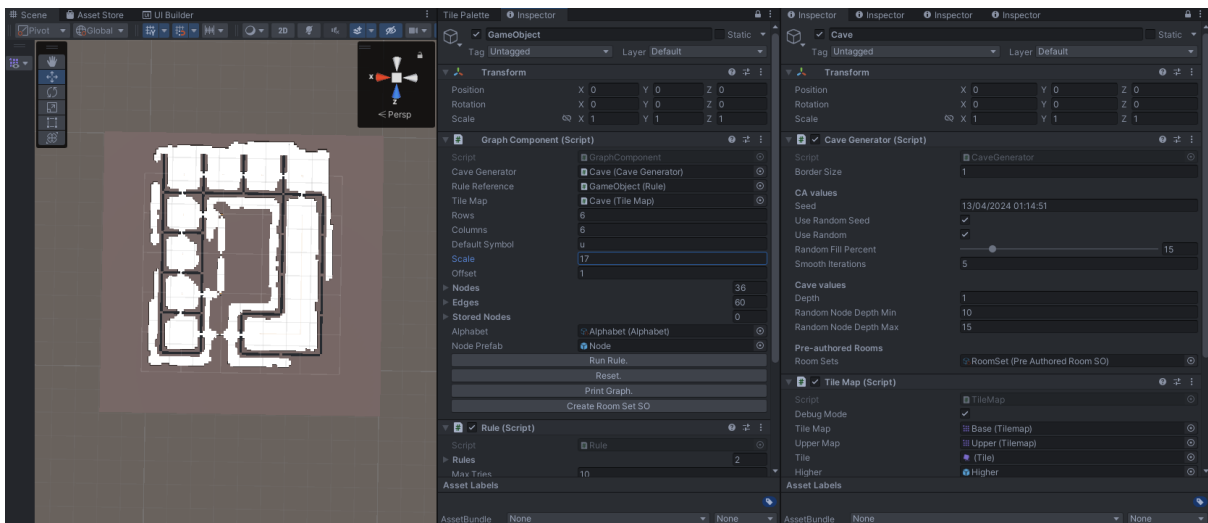 Scene Asset Store UI Builder
Pivot Global 2D
x
z
Persp
Tile Palette Inspector
GameObject Static
Tag Untagged Layer Default
Transform
Position X 0 Y 0 Z 0
Rotation X 0 Y 0 Z 0
Scale X 1 Y 1 Z 1
Graph Component (Script)
Script GraphComponent
Cave Generator Cave (Cave Generator)
Rule Reference GameObject (Rule)
Tile Map Cave (Tile Map)
Rows 6
Columns 6
Default Symbol u
Scale 17
Offset 1
Nodes 36
Edges 60
Stored Nodes 0
Alphabet Alphabet (Alphabet)
Node Prefab Node
Run Rule.
Reset.
Print Graph.
Create Room Set SO
Rule (Script)
Script Rule
Rules 2
Max Tries 10
Asset Labels
AssetBundle None None
Inspector Inspector Inspector Inspector
Cave Static
Tag Untagged Layer Default
Transform
Position X 0 Y 0 Z 0
Rotation X 0 Y 0 Z 0
Scale X 1 Y 1 Z 1
Cave Generator (Script)
Script CaveGenerator
Border Size 1
CA values
Seed 13/04/2024 01:14:51
Use Random Seed
Use Random
Random Fill Percent 15
Smooth Iterations 5
Cave values
Depth 1
Random Node Depth Min 10
Random Node Depth Max 15
Pre-authored Rooms
Room Sets RoomSet (Pre Authored Room SO)
Tile Map (Script)
Script TileMap
Debug Mode
Tile Map Base (Tilemap)
Upper Map Upper (Tilemap)
Tile (Tile)
Higher Higher
Asset Labels
AssetBundle None None